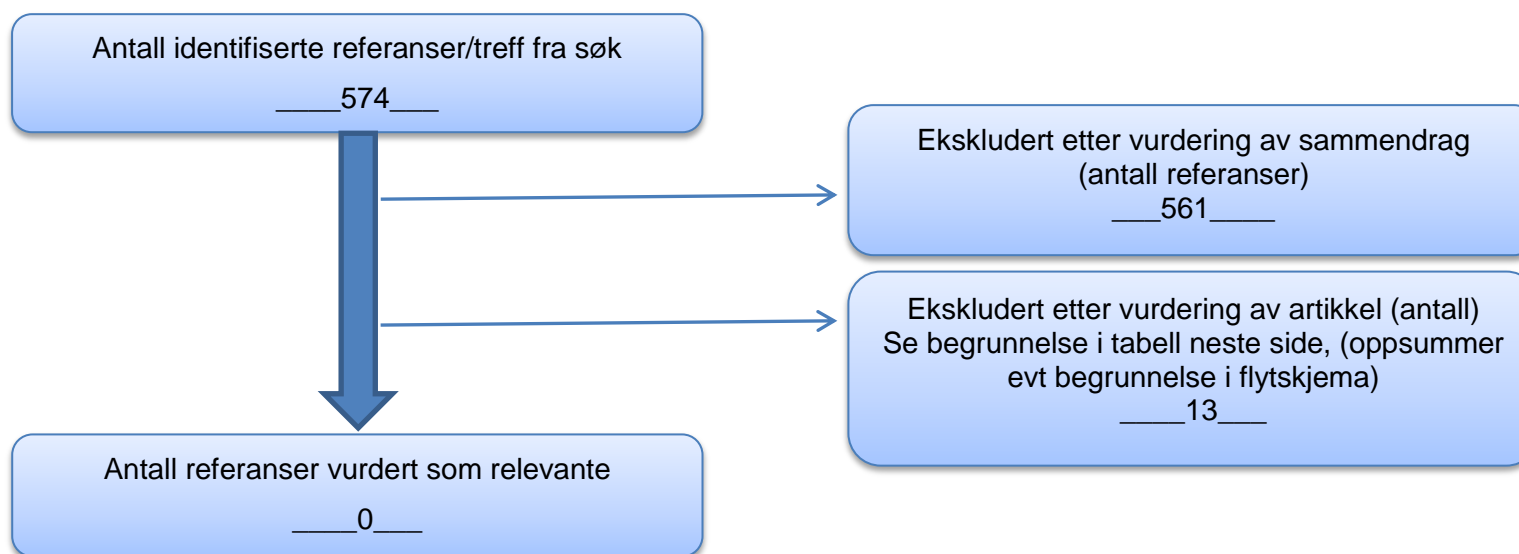 Antall identifiserte referanser/treff fra søk
____574___
Ekskludert etter vurdering av sammendrag
(antall referanser)
___561____
Ekskludert etter vurdering av artikkel (antall)
Se begrunnelse i tabell neste side, (oppsummer
evt begrunnelse i flytskjema)
____13___
Antall referanser vurdert som relevante
____0___